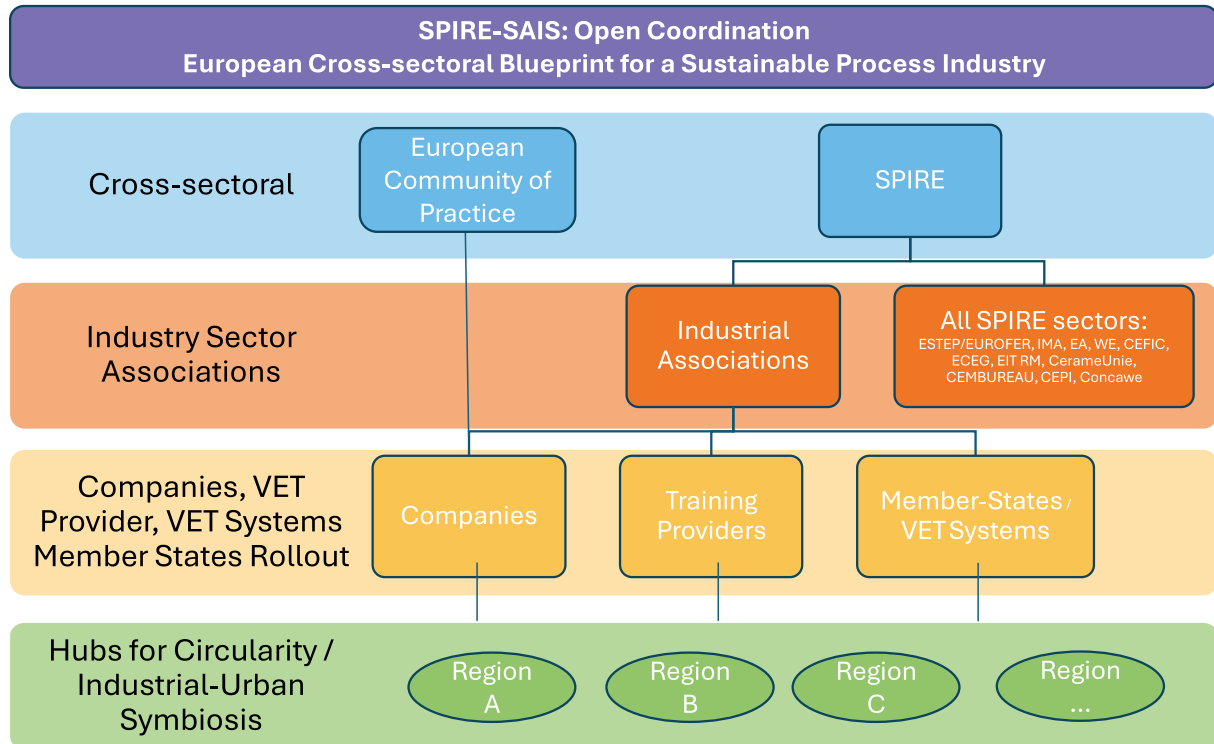 SPIRE-SAIS: Open Coordination
European Cross-sectoral Blueprint for a Sustainable Process Industry
Cross-sectoral
European
Community of
Practice
SPIRE
Industry Sector
Associations
Industrial
Associations
All SPIRE sectors:
ESTEP/EUROFER, IMA, EA, WE, CEFIC,
ECEG, EIT RM, CerameUnie,
CEMBUREAU, CEPI, Concawe
Companies, VET
Provider, VET Systems
Member States Rollout
Companies
Training
Providers
Member-States /
VET Systems
Hubs for Circularity /
Industrial-Urban
Symbiosis
Region
A
Region
B
Region
C
Region
...